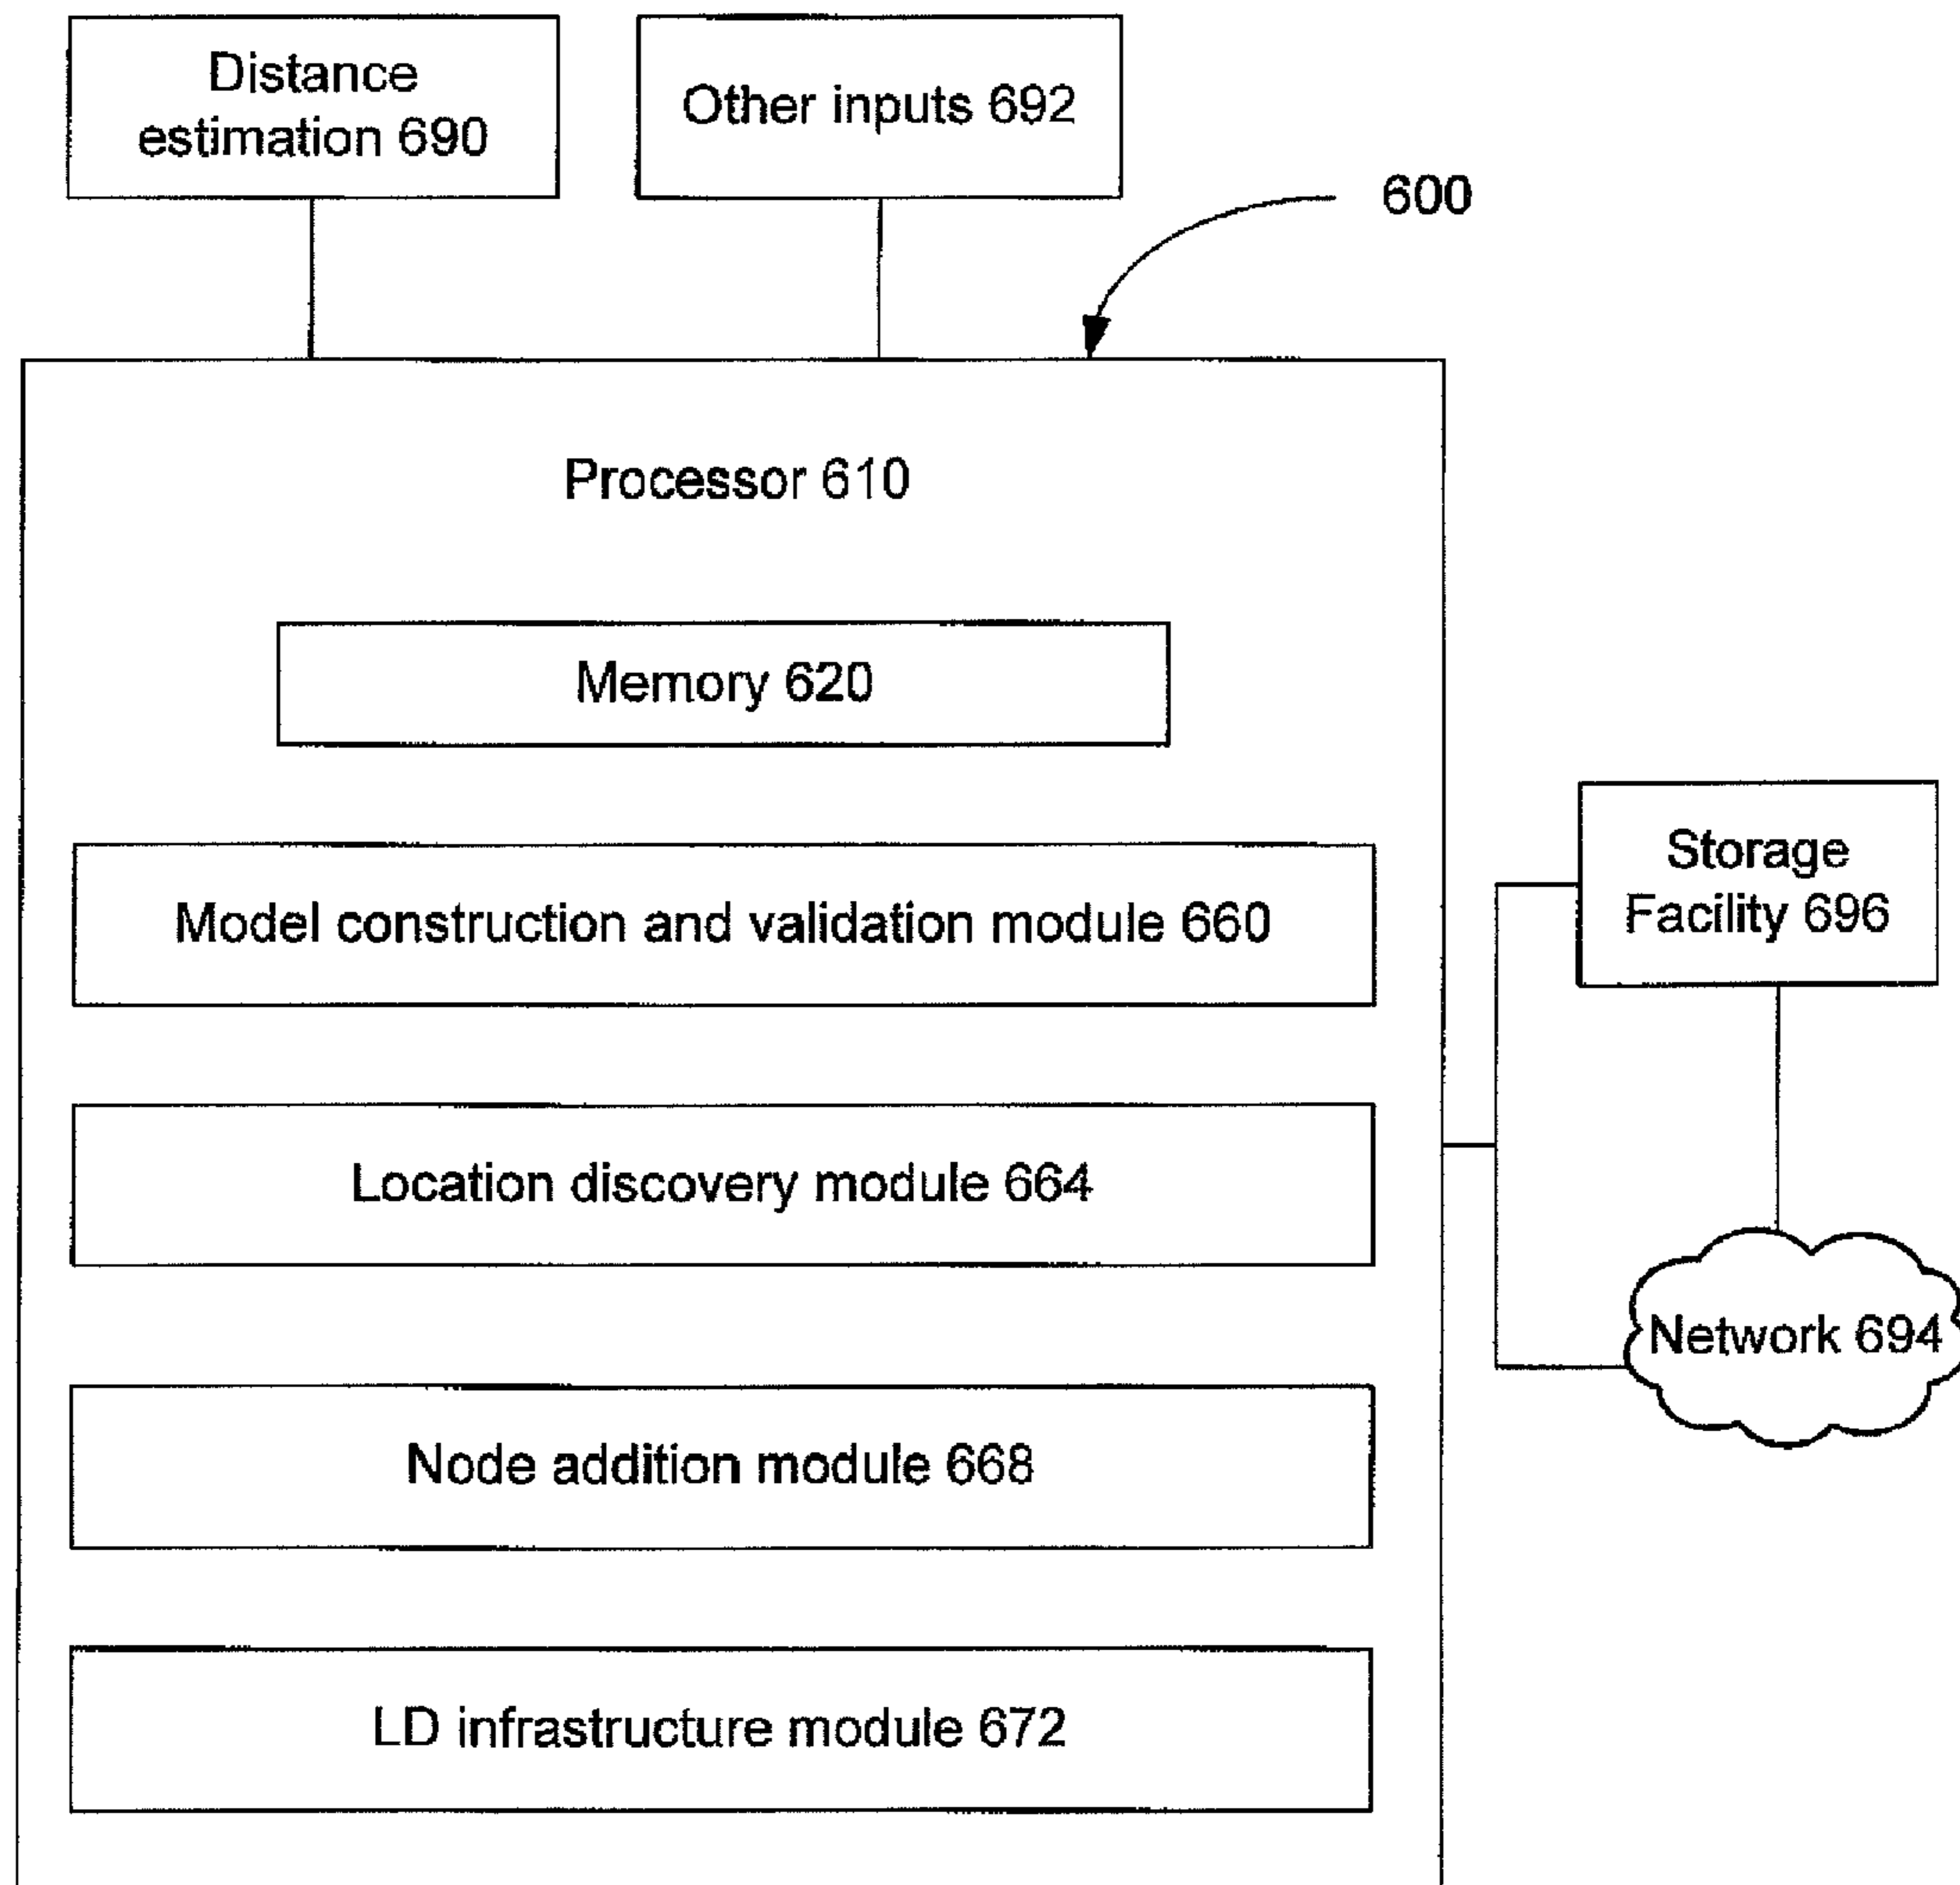 Distance
estimation 690
Other inputs 692
600
Processor 610
Memory 620
Model construction and validation module 660
Storage
Facility 696
Location discovery module 664
Network 694
Node addition module 668
LD infrastructure module 672